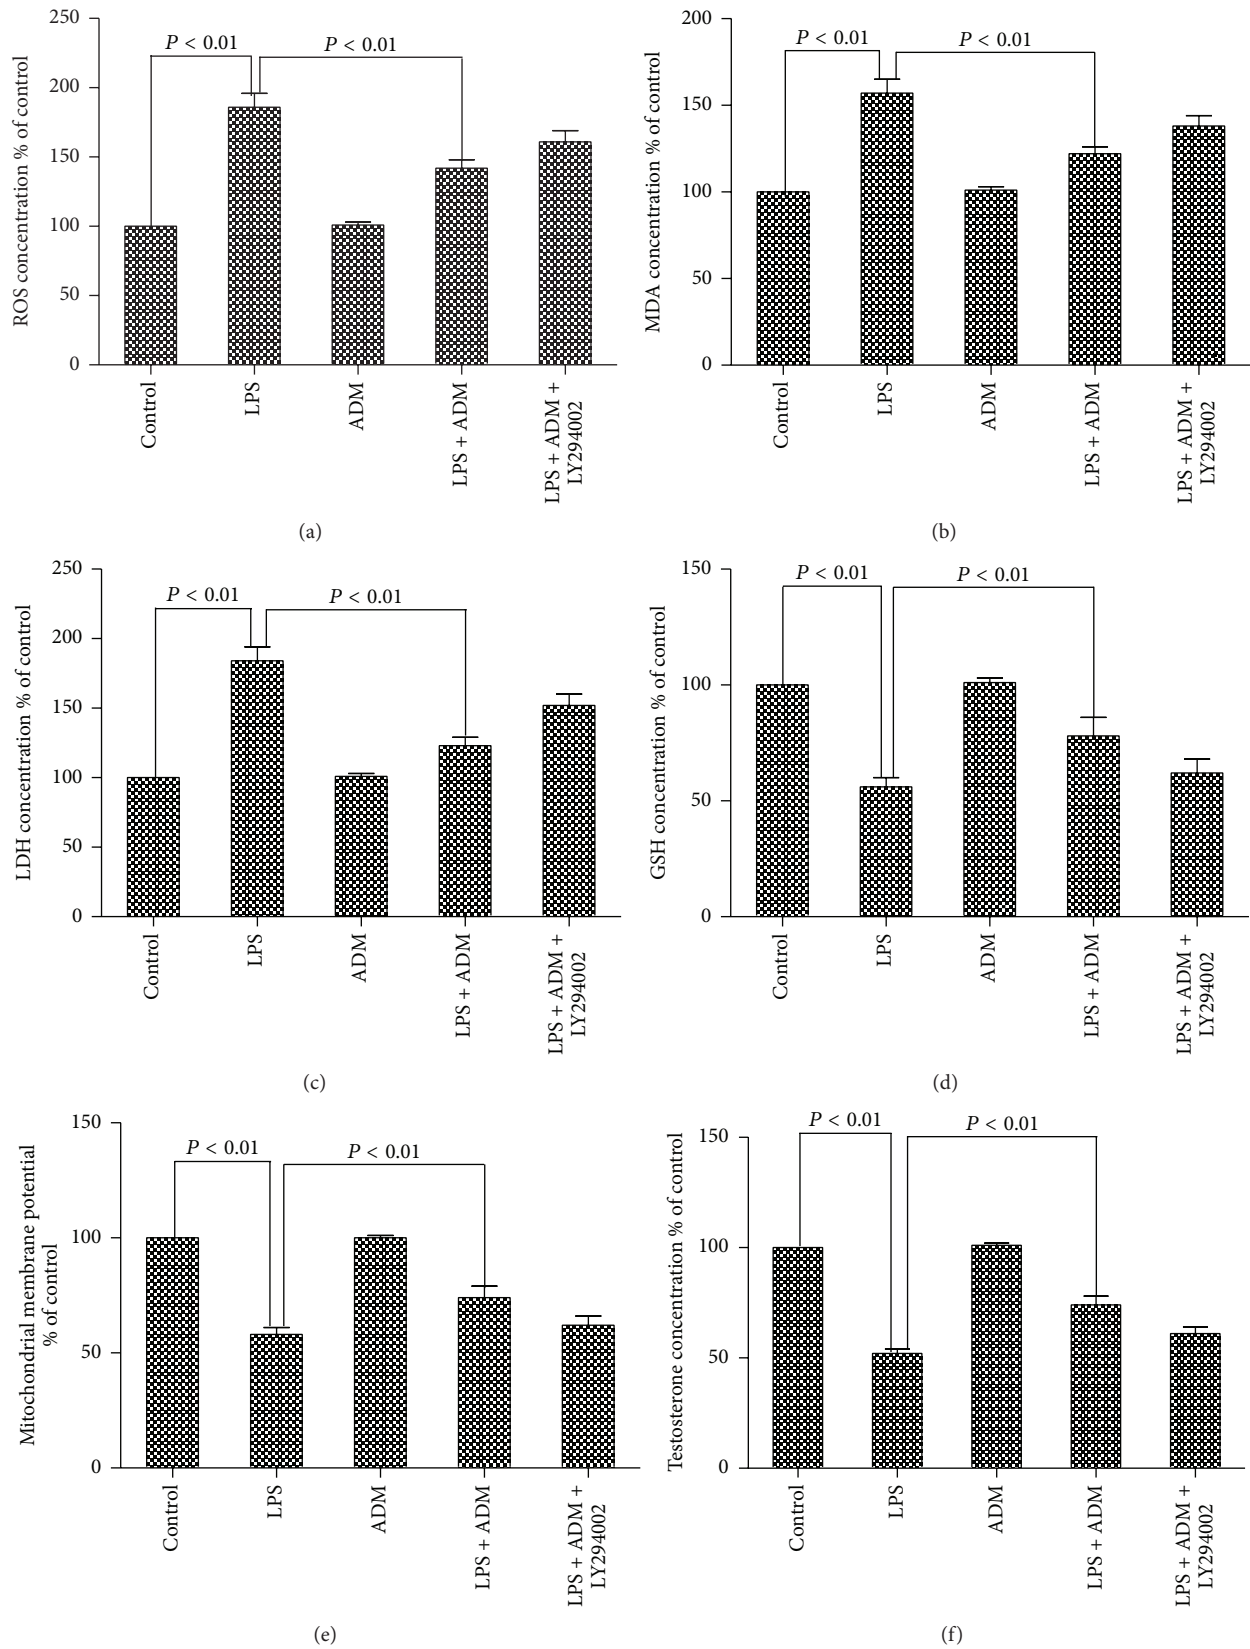 ROS concentration % of control
250
200
150
100
50
0
P < 0.01
P < 0.01
Control
LPS
ADM
LPS + ADM
LPS + ADM +
LY294002
(a)
MDA concentration % of control
200
150
100
50
0
P < 0.01
P < 0.01
Control
LPS
ADM
LPS + ADM
LPS + ADM +
LY294002
(b)
LDH concentration % of control
250
200
150
100
50
0
P < 0.01
P < 0.01
Control
LPS
ADM
LPS + ADM
LPS + ADM +
LY294002
(c)
GSH concentration % of control
150
100
50
0
P < 0.01
P < 0.01
Control
LPS
ADM
LPS + ADM
LPS + ADM +
LY294002
(d)
Mitochondrial membrane potential
% of control
150
100
50
0
P < 0.01
P < 0.01
Control
LPS
ADM
LPS + ADM
LPS + ADM +
LY294002
(e)
Testosterone concentration % of control
150
100
50
0
P < 0.01
P < 0.01
Control
LPS
ADM
LPS + ADM
LPS + ADM +
LY294002
(f)